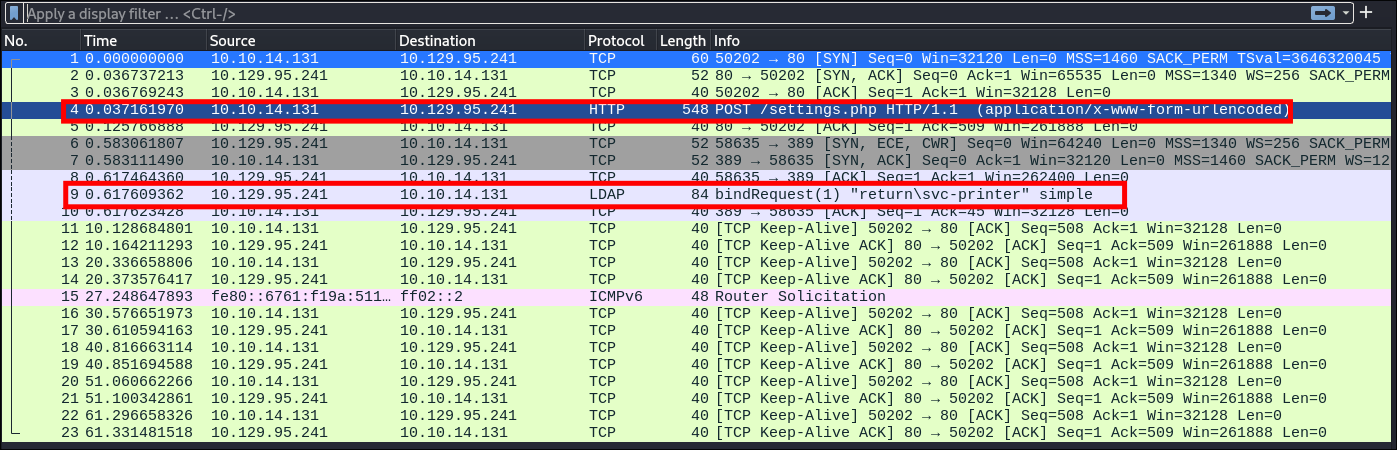 Apply a display filter … <Ctrl-/>
No. Time Source Destination Protocol Length Info
1 0.000000000 10.10.14.131 10.129.95.241 TCP 60 50202 → 80 [SYN] Seq=0 Win=32120 Len=0 MSS=1460 SACK_PERM TSval=3646320045
2 0.036737213 10.129.95.241 10.10.14.131 TCP 52 80 → 50202 [SYN, ACK] Seq=0 Ack=1 Win=65535 Len=0 MSS=1340 WS=256 SACK_PERM
3 0.036769243 10.10.14.131 10.129.95.241 TCP 40 50202 → 80 [ACK] Seq=1 Ack=1 Win=32128 Len=0
4 0.037161970 10.10.14.131 10.129.95.241 HTTP 548 POST /settings.php HTTP/1.1 (application/x-www-form-urlencoded)
5 0.125766888 10.129.95.241 10.10.14.131 TCP 40 80 → 50202 [ACK] Seq=1 Ack=509 Win=261888 Len=0
6 0.583061807 10.129.95.241 10.10.14.131 TCP 52 58635 → 389 [SYN, ECE, CWR] Seq=0 Win=64240 Len=0 MSS=1340 WS=256 SACK_PERM
7 0.583111490 10.10.14.131 10.129.95.241 TCP 52 389 → 58635 [SYN, ACK] Seq=0 Ack=1 Win=32120 Len=0 MSS=1460 SACK_PERM WS=12
8 0.617464360 10.129.95.241 10.10.14.131 TCP 40 58635 → 389 [ACK] Seq=1 Ack=1 Win=262400 Len=0
9 0.617609362 10.129.95.241 10.10.14.131 LDAP 84 bindRequest(1) "return\svc-printer" simple
10 0.617623428 10.10.14.131 10.129.95.241 TCP 40 389 → 58635 [ACK] Seq=1 Ack=45 Win=32128 Len=0
11 10.128684801 10.10.14.131 10.129.95.241 TCP 40 [TCP Keep-Alive] 50202 → 80 [ACK] Seq=508 Ack=1 Win=32128 Len=0
12 10.164211293 10.129.95.241 10.10.14.131 TCP 40 [TCP Keep-Alive ACK] 80 → 50202 [ACK] Seq=1 Ack=509 Win=261888 Len=0
13 20.336658806 10.10.14.131 10.129.95.241 TCP 40 [TCP Keep-Alive] 50202 → 80 [ACK] Seq=508 Ack=1 Win=32128 Len=0
14 20.373576417 10.129.95.241 10.10.14.131 TCP 40 [TCP Keep-Alive ACK] 80 → 50202 [ACK] Seq=1 Ack=509 Win=261888 Len=0
15 27.248647893 fe80::6761:f19a:511… ff02::2 ICMPv6 48 Router Solicitation
16 30.576651973 10.10.14.131 10.129.95.241 TCP 40 [TCP Keep-Alive] 50202 → 80 [ACK] Seq=508 Ack=1 Win=32128 Len=0
17 30.610594163 10.129.95.241 10.10.14.131 TCP 40 [TCP Keep-Alive ACK] 80 → 50202 [ACK] Seq=1 Ack=509 Win=261888 Len=0
18 40.816663114 10.10.14.131 10.129.95.241 TCP 40 [TCP Keep-Alive] 50202 → 80 [ACK] Seq=508 Ack=1 Win=32128 Len=0
19 40.851694588 10.129.95.241 10.10.14.131 TCP 40 [TCP Keep-Alive ACK] 80 → 50202 [ACK] Seq=1 Ack=509 Win=261888 Len=0
20 51.060662266 10.10.14.131 10.129.95.241 TCP 40 [TCP Keep-Alive] 50202 → 80 [ACK] Seq=508 Ack=1 Win=32128 Len=0
21 51.100342861 10.129.95.241 10.10.14.131 TCP 40 [TCP Keep-Alive ACK] 80 → 50202 [ACK] Seq=1 Ack=509 Win=261888 Len=0
22 61.296658326 10.10.14.131 10.129.95.241 TCP 40 [TCP Keep-Alive] 50202 → 80 [ACK] Seq=508 Ack=1 Win=32128 Len=0
23 61.331481518 10.129.95.241 10.10.14.131 TCP 40 [TCP Keep-Alive ACK] 80 → 50202 [ACK] Seq=1 Ack=509 Win=261888 Len=0